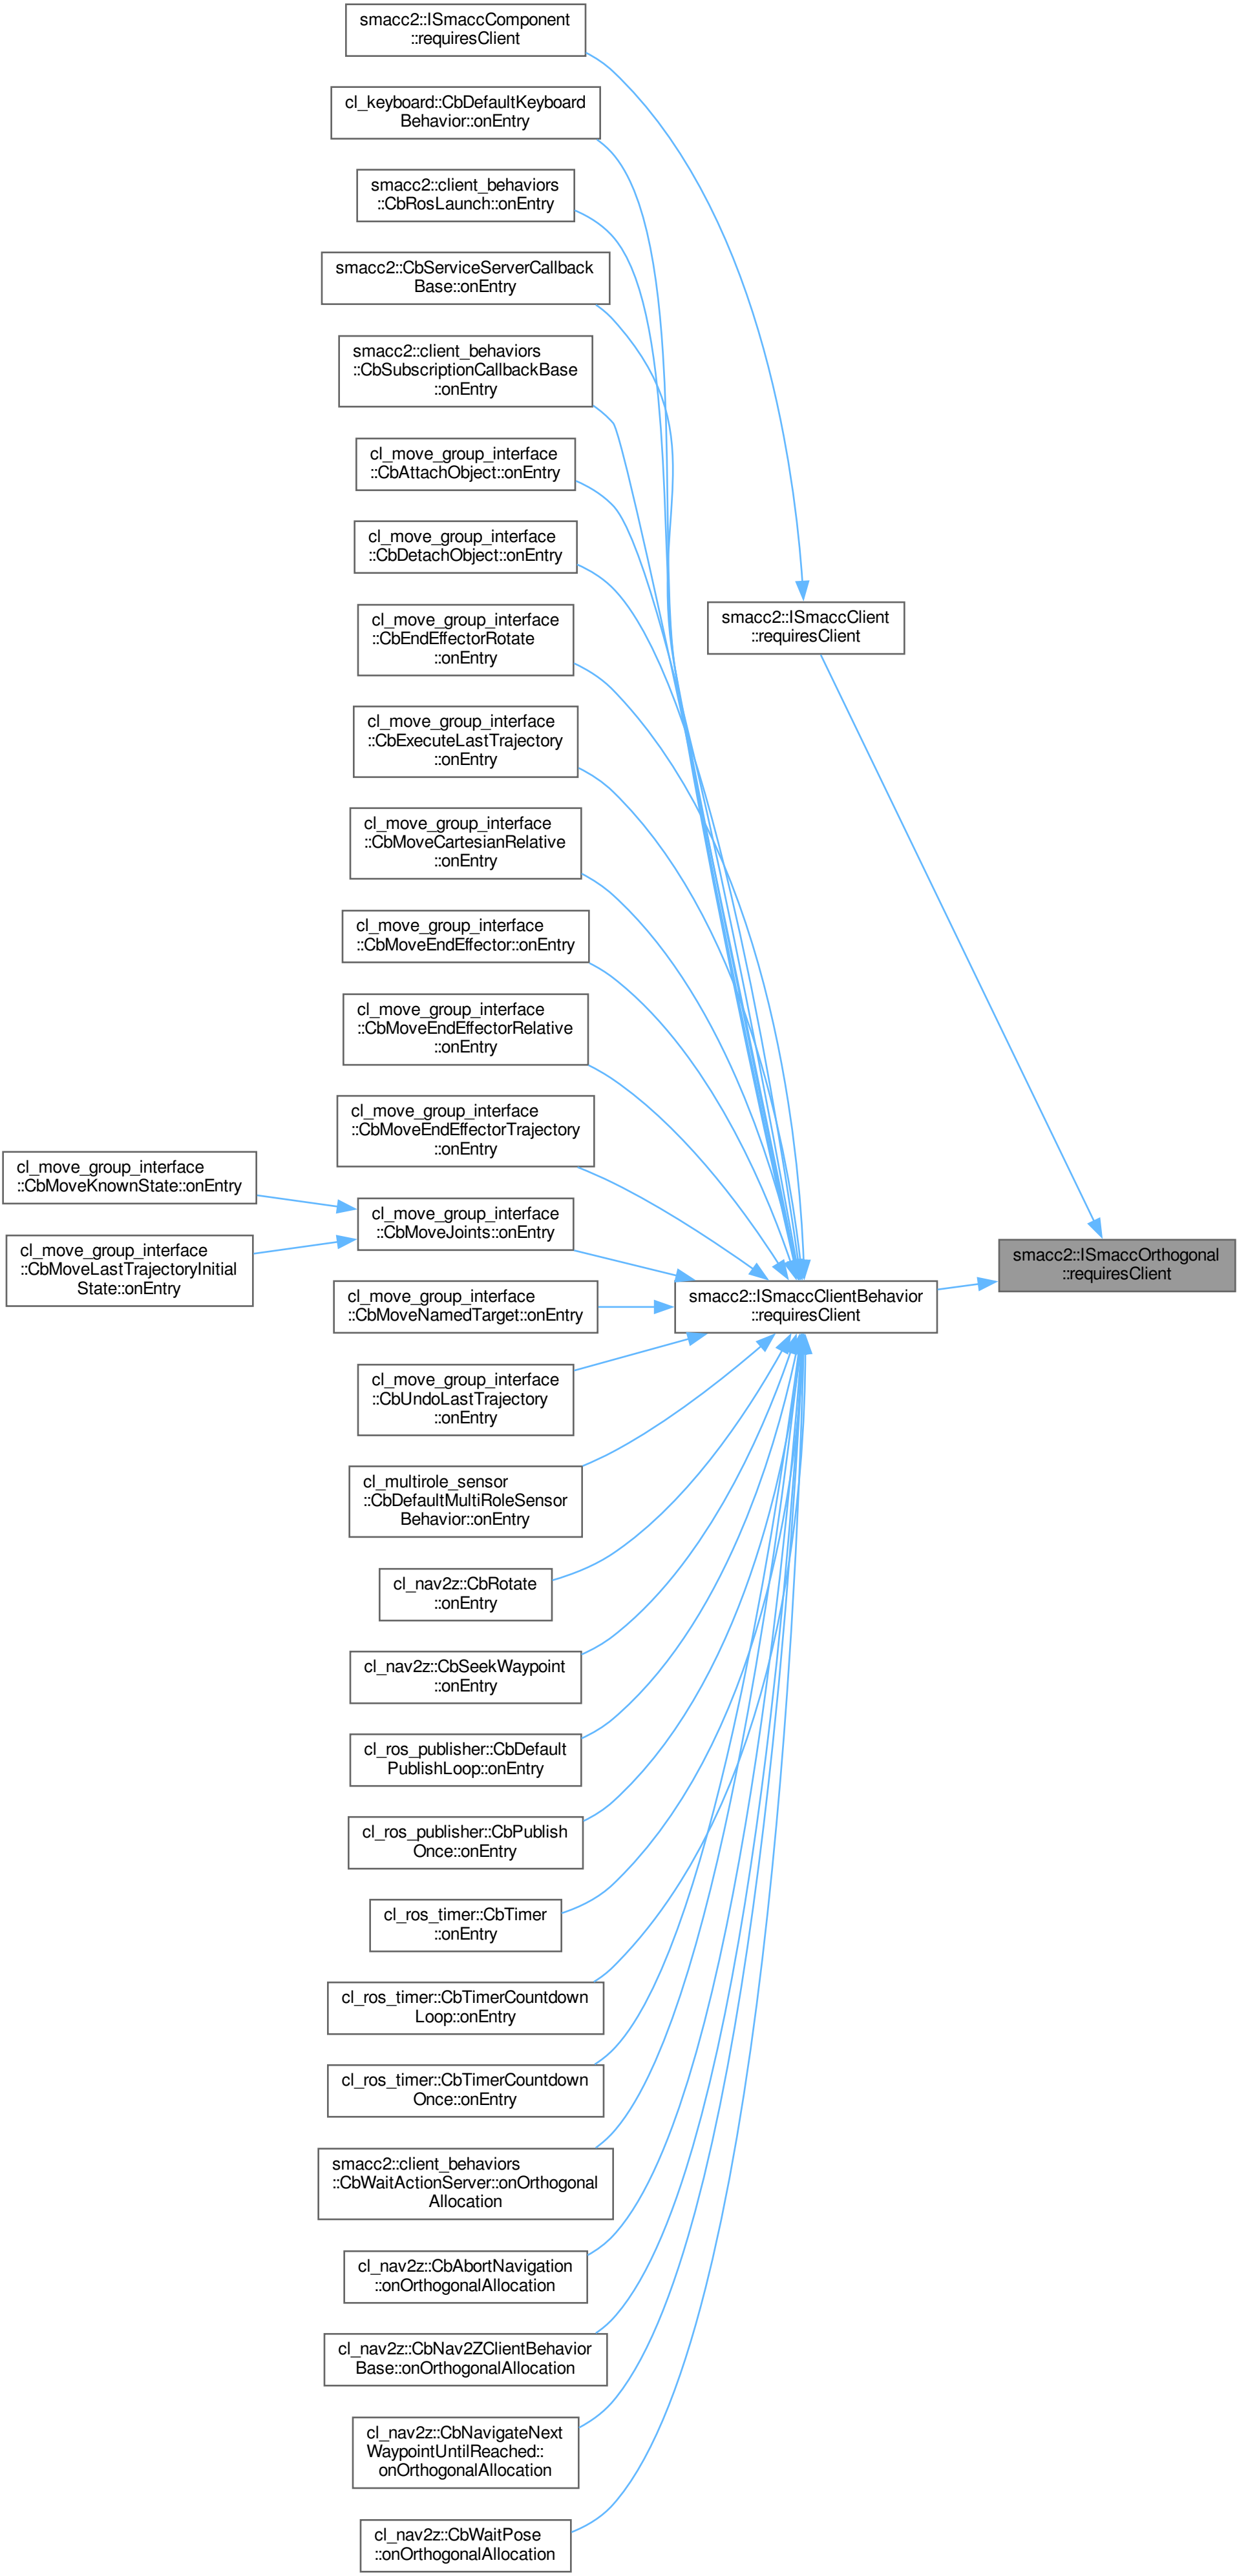 smacc2::ISmaccComponent
::requiresClient
cl_keyboard::CbDefaultKeyboard
Behavior::onEntry
smacc2::client_behaviors
::CbRosLaunch::onEntry
smacc2::CbServiceServerCallback
Base::onEntry
smacc2::client_behaviors
::CbSubscriptionCallbackBase
::onEntry
cl_move_group_interface
::CbAttachObject::onEntry
cl_move_group_interface
::CbDetachObject::onEntry
cl_move_group_interface
::CbEndEffectorRotate
::onEntry
smacc2::ISmaccClient
::requiresClient
cl_move_group_interface
::CbExecuteLastTrajectory
::onEntry
cl_move_group_interface
::CbMoveCartesianRelative
::onEntry
cl_move_group_interface
::CbMoveEndEffector::onEntry
cl_move_group_interface
::CbMoveEndEffectorRelative
::onEntry
cl_move_group_interface
::CbMoveEndEffectorTrajectory
::onEntry
cl_move_group_interface
::CbMoveKnownState::onEntry
cl_move_group_interface
::CbMoveJoints::onEntry
cl_move_group_interface
::CbMoveLastTrajectoryInitial
State::onEntry
smacc2::ISmaccOrthogonal
::requiresClient
cl_move_group_interface
::CbMoveNamedTarget::onEntry
smacc2::ISmaccClientBehavior
::requiresClient
cl_move_group_interface
::CbUndoLastTrajectory
::onEntry
cl_multirole_sensor
::CbDefaultMultiRoleSensor
Behavior::onEntry
cl_nav2z::CbRotate
::onEntry
cl_nav2z::CbSeekWaypoint
::onEntry
cl_ros_publisher::CbDefault
PublishLoop::onEntry
cl_ros_publisher::CbPublish
Once::onEntry
cl_ros_timer::CbTimer
::onEntry
cl_ros_timer::CbTimerCountdown
Loop::onEntry
cl_ros_timer::CbTimerCountdown
Once::onEntry
smacc2::client_behaviors
::CbWaitActionServer::onOrthogonal
Allocation
cl_nav2z::CbAbortNavigation
::onOrthogonalAllocation
cl_nav2z::CbNav2ZClientBehavior
Base::onOrthogonalAllocation
cl_nav2z::CbNavigateNext
WaypointUntilReached::
onOrthogonalAllocation
cl_nav2z::CbWaitPose
::onOrthogonalAllocation